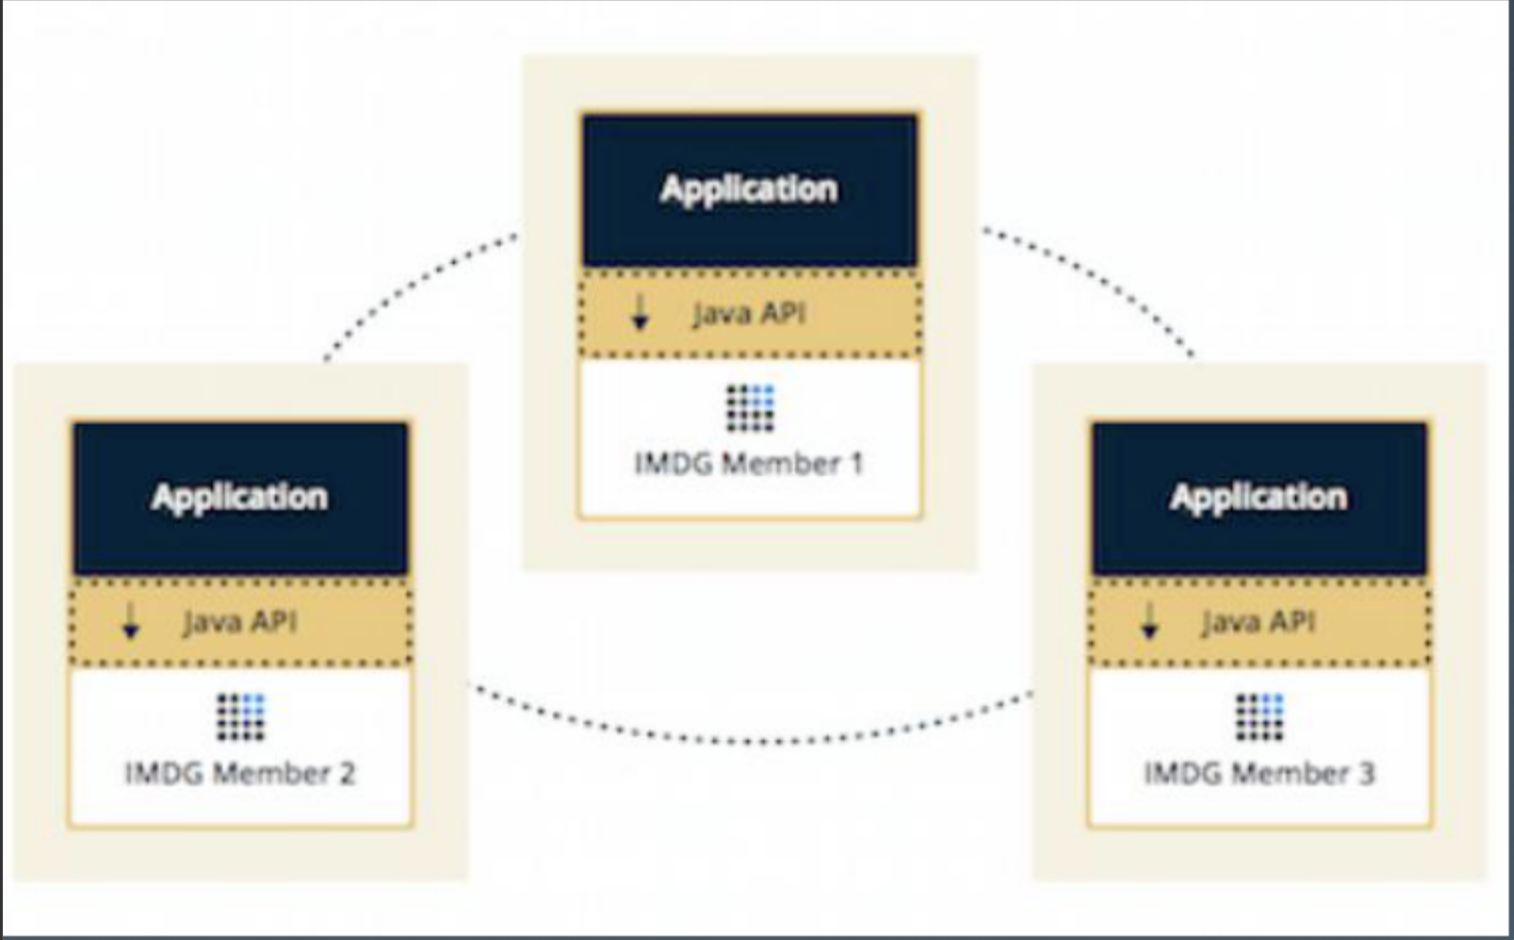 Application
Java API
IMDG Member 1
Application
Java API
IMDG Member 2
Application
Java API
IMDG Member 3